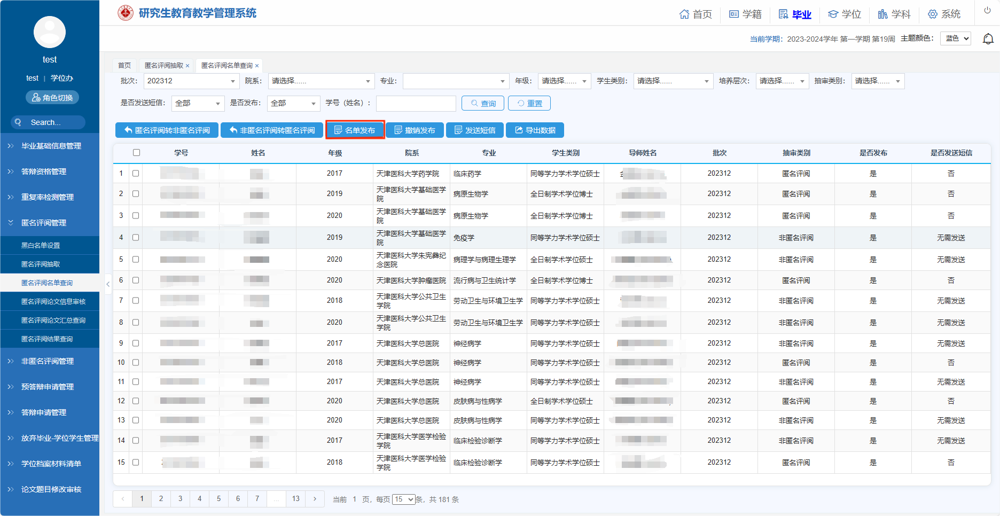 研究生教育教学管理系统
首页 学籍 毕业 学位 学科 系统
当前学期：2023-2024学年 第一学期 第19周 主题颜色： 蓝色
test
test | 学位办
角色切换
Search...
毕业基础信息管理
答辩资格管理
重复率检测管理
匿名评阅管理
黑白名单设置
匿名评阅抽取
匿名评阅名单查询
匿名评阅论文信息审核
匿名评阅论文汇总查询
匿名评阅结果查询
非匿名评阅管理
预答辩申请管理
答辩申请管理
放弃毕业-学位学生管理
学位档案材料清单
论文题目修改审核
首页 匿名评阅抽取 × 匿名评阅名单查询 ×
批次： 202312 院系： 请选择...... 专业： 年级： 请选择...... 学生类别： 请选择...... 培养层次： 请选择...... 抽审类别： 请选择......
是否发送短信： 全部 是否发布： 全部 学号（姓名）： 查询 重置
匿名评阅转非匿名评阅 非匿名评阅转匿名评阅 名单发布 撤销发布 发送短信 导出数据
学号 姓名 年级 院系 专业 学生类别 导师姓名 批次 抽审类别 是否发布 是否发送短信
1 2017 天津医科大学药学院 临床药学 同等学力学术学位硕士 202312 匿名评阅 是 否
2 2019 天津医科大学基础医学院 病原生物学 全日制学术学位博士 202312 匿名评阅 是 否
3 2020 天津医科大学基础医学院 病原生物学 全日制学术学位博士 202312 匿名评阅 是 否
4 2019 天津医科大学基础医学院 免疫学 同等学力学术学位硕士 202312 非匿名评阅 是 无需发送
5 2020 天津医科大学朱宪彝纪念医院 病理学与病理生理学 全日制学术学位硕士 202312 非匿名评阅 是 无需发送
6 2020 天津医科大学肿瘤医院 流行病与卫生统计学 全日制学术学位博士 202312 匿名评阅 是 否
7 2018 天津医科大学公共卫生学院 劳动卫生与环境卫生学 同等学力学术学位硕士 202312 非匿名评阅 是 无需发送
8 2020 天津医科大学公共卫生学院 劳动卫生与环境卫生学 同等学力学术学位硕士 202312 非匿名评阅 是 无需发送
9 2017 天津医科大学总医院 神经病学 同等学力学术学位硕士 202312 非匿名评阅 是 无需发送
10 2018 天津医科大学总医院 神经病学 同等学力学术学位硕士 202312 匿名评阅 是 否
11 2017 天津医科大学总医院 神经病学 同等学力学术学位硕士 202312 非匿名评阅 是 无需发送
12 2020 天津医科大学总医院 皮肤病与性病学 全日制学术学位硕士 202312 匿名评阅 是 否
13 2020 天津医科大学总医院 皮肤病与性病学 同等学力学术学位硕士 202312 非匿名评阅 是 无需发送
14 2017 天津医科大学医学检验学院 临床检验诊断学 同等学力学术学位硕士 202312 非匿名评阅 是 无需发送
15 2018 天津医科大学医学检验学院 临床检验诊断学 同等学力学术学位硕士 202312 匿名评阅 是 否
1 2 3 4 5 6 7 ... 13 当前 1 页，每页 15 条，共 181 条